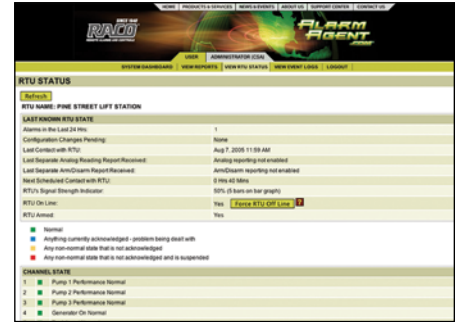 HOME | PRODUCTS & SERVICES | NEWS & EVENTS | ABOUT US | SUPPORT CENTER | CONTACT US
SINCE 1948
RACO
REMOTE ALARMS AND CONTROLS
ALARM
AGENT
.COM
USER ADMINISTRATOR (CSA)
SYSTEM DASHBOARD | VIEW REPORTS | VIEW RTU STATUS | VIEW EVENT LOGS | LOGOUT
RTU STATUS
Refresh
RTU NAME: PINE STREET LIFT STATION
LAST KNOWN RTU STATE
Alarms in the Last 24 Hrs: 1
Configuration Changes Pending: None
Last Contact with RTU: Aug 7, 2005 11:59 AM
Last Separate Analog Reading Report Received: Analog reporting not enabled
Last Separate Arm/Disarm Report Received: Arm/Disarm reporting not enabled
Next Scheduled Contact with RTU: 0 Hrs 40 Mins
RTU's Signal Strength Indicator: 50% (5 bars on bar graph)
RTU On Line: Yes Force RTU Off Line ?
RTU Armed: Yes
Normal
Anything currently acknowledged - problem being dealt with
Any non-normal state that is not acknowledged
Any non-normal state that is not acknowledged and is suspended
CHANNEL STATE
1 Pump 1 Performance Normal
2 Pump 2 Performance Normal
3 Pump 3 Performance Normal
4 Generator On Normal